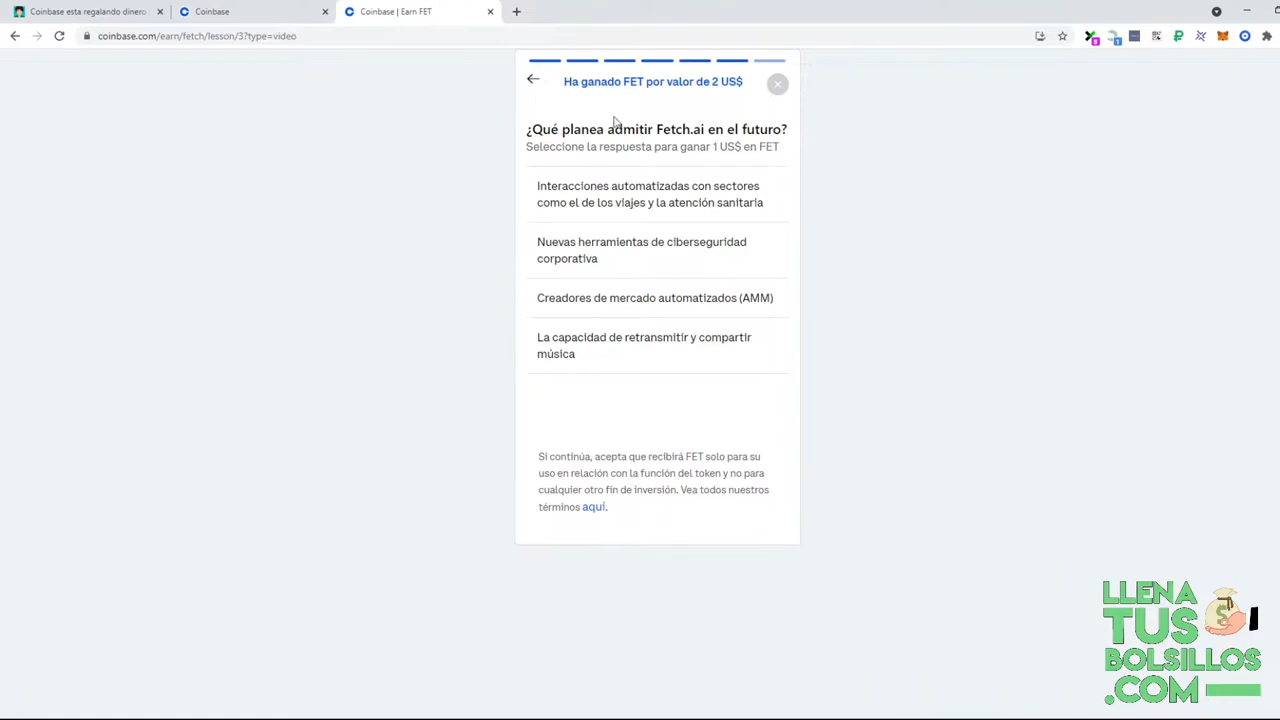 Coinbase esta regalando dinero
Coinbase
Coinbase | Earn FET
coinbase.com/earn/fetch/lesson/3?type=video
Ha ganado FET por valor de 2 US$
¿Qué planea admitir Fetch.ai en el futuro?
Seleccione la respuesta para ganar 1 US$ en FET
Interacciones automatizadas con sectores
como el de los viajes y la atención sanitaria
Nuevas herramientas de ciberseguridad
corporativa
Creadores de mercado automatizados (AMM)
La capacidad de retransmitir y compartir
música
Si continúa, acepta que recibirá FET solo para su
uso en relación con la función del token y no para
cualquier otro fin de inversión. Vea todos nuestros
términos aquí.
LLENA
TUS
BOLSILLOS
.COM